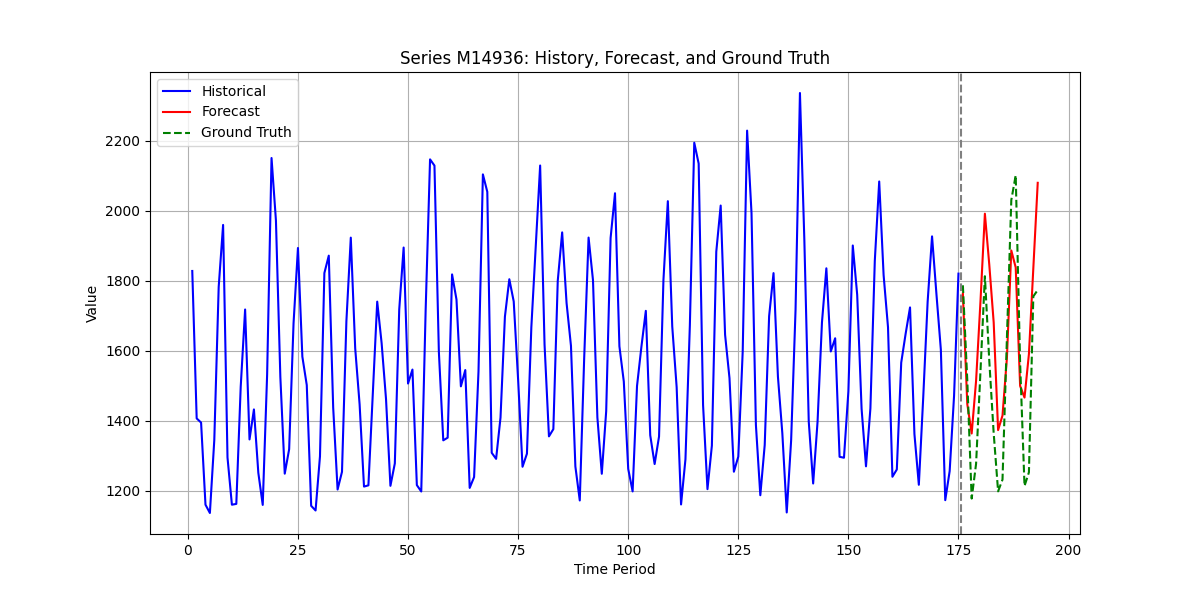 Series M14936: History, Forecast, and Ground Truth
Historical
Forecast
Ground Truth
2200
2000
1800
1600
1400
1200
Value
0 25 50 75 100 125 150 175 200
Time Period